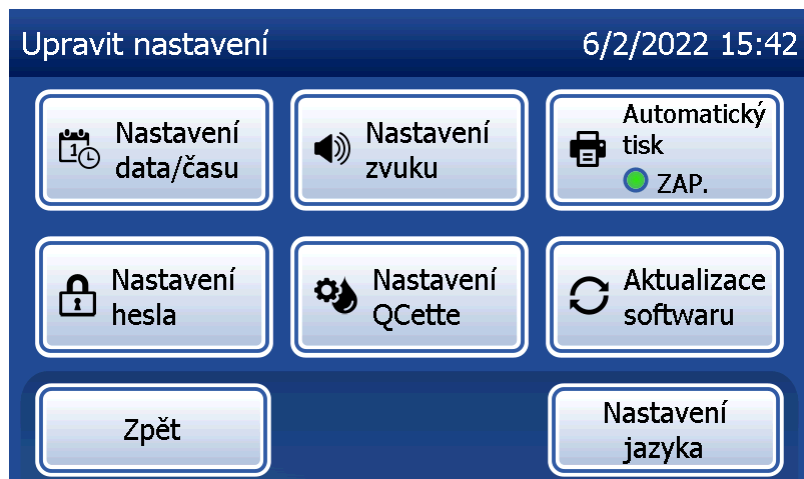 Upravit nastavení 6/2/2022 15:42
Nastavení
data/času
Nastavení
zvuku
Automatický
tisk
ZAP.
Nastavení
hesla
Nastavení
QCette
Aktualizace
softwaru
Zpět
Nastavení
jazyka